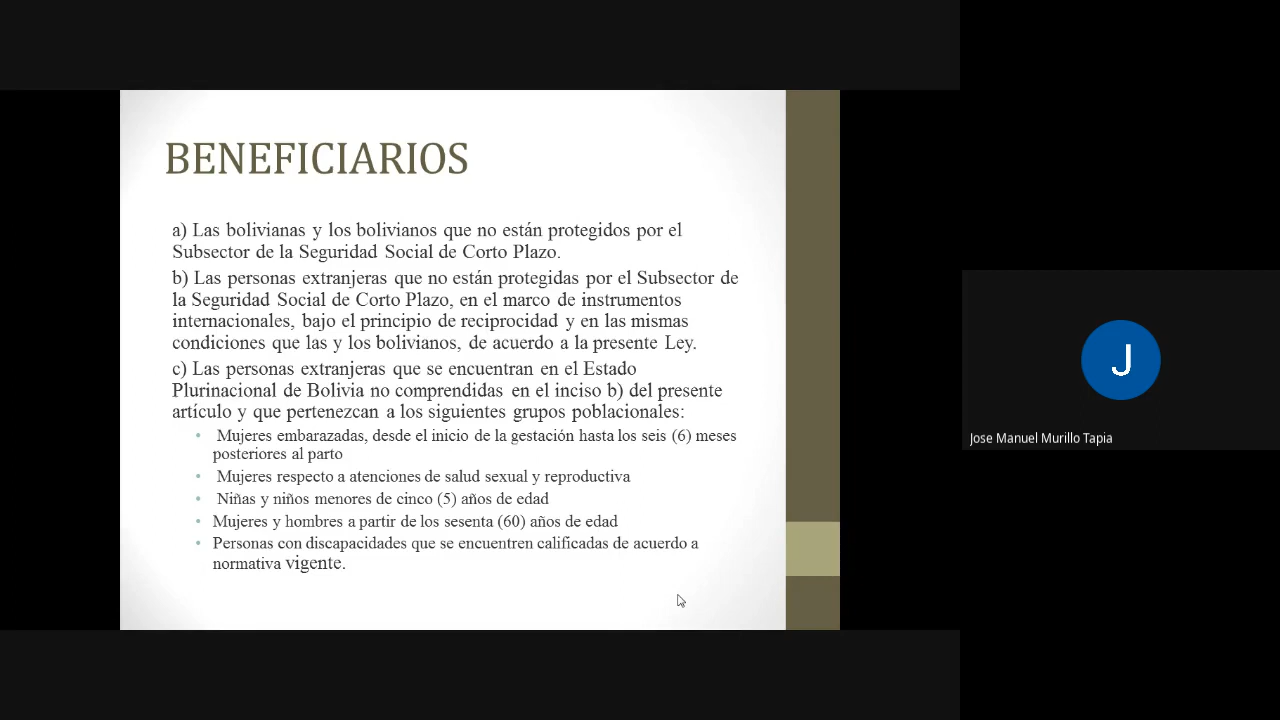 BENEFICIARIOS
a) Las bolivianas y los bolivianos que no están protegidos por el
Subsector de la Seguridad Social de Corto Plazo.
b) Las personas extranjeras que no están protegidas por el Subsector de
la Seguridad Social de Corto Plazo, en el marco de instrumentos
internacionales, bajo el principio de reciprocidad y en las mismas
condiciones que las y los bolivianos, de acuerdo a la presente Ley.
c) Las personas extranjeras que se encuentran en el Estado
Plurinacional de Bolivia no comprendidas en el inciso b) del presente
artículo y que pertenezcan a los siguientes grupos poblacionales:
• Mujeres embarazadas, desde el inicio de la gestación hasta los seis (6) meses
posteriores al parto
• Mujeres respecto a atenciones de salud sexual y reproductiva
• Niñas y niños menores de cinco (5) años de edad
• Mujeres y hombres a partir de los sesenta (60) años de edad
• Personas con discapacidades que se encuentren calificadas de acuerdo a
normativa vigente.
J
Jose Manuel Murillo Tapia